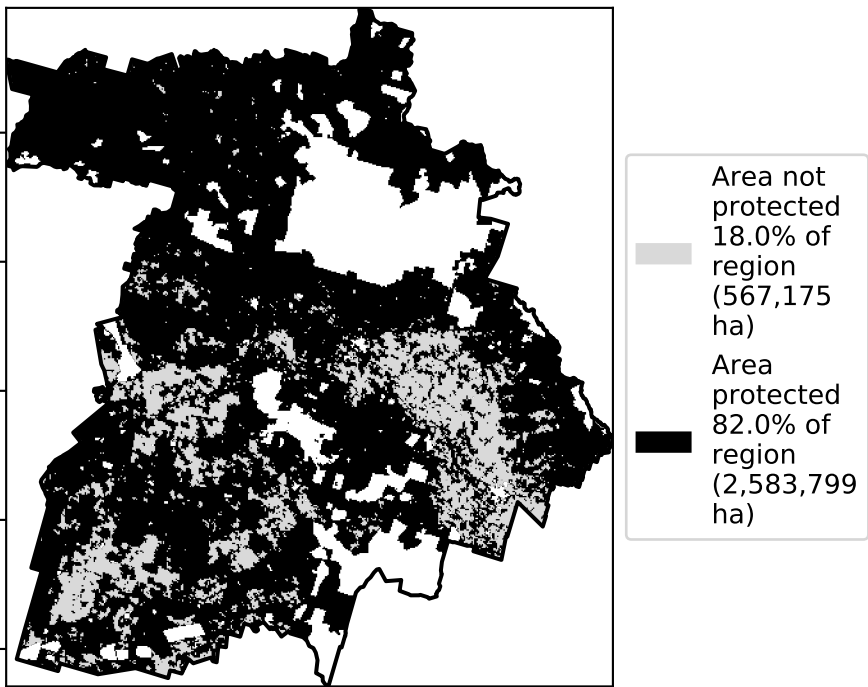 Area not
protected
18.0% of
region
(567,175
ha)
Area
protected
82.0% of
region
(2,583,799
ha)